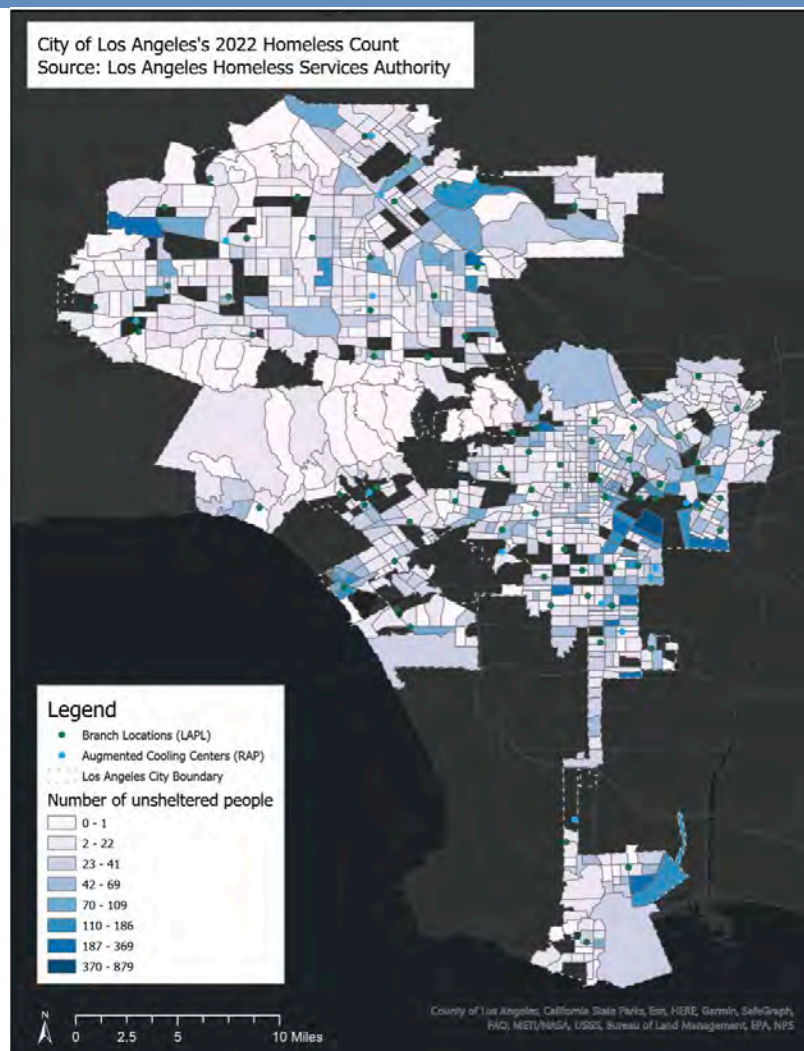 City of Los Angeles's 2022 Homeless Count
Source: Los Angeles Homeless Services Authority
Legend
Branch Locations (LAPL)
Augmented Cooling Centers (RAP)
Los Angeles City Boundary
Number of unsheltered people
0 - 1
2 - 22
23 - 41
42 - 69
70 - 109
110 - 186
187 - 369
370 - 879
N
0 2.5 5 10 Miles
County of Los Angeles, California State Parks, Esri, HERE, Garmin, SafeGraph,
FAO, METI/NASA, USGS, Bureau of Land Management, EPA, NPS